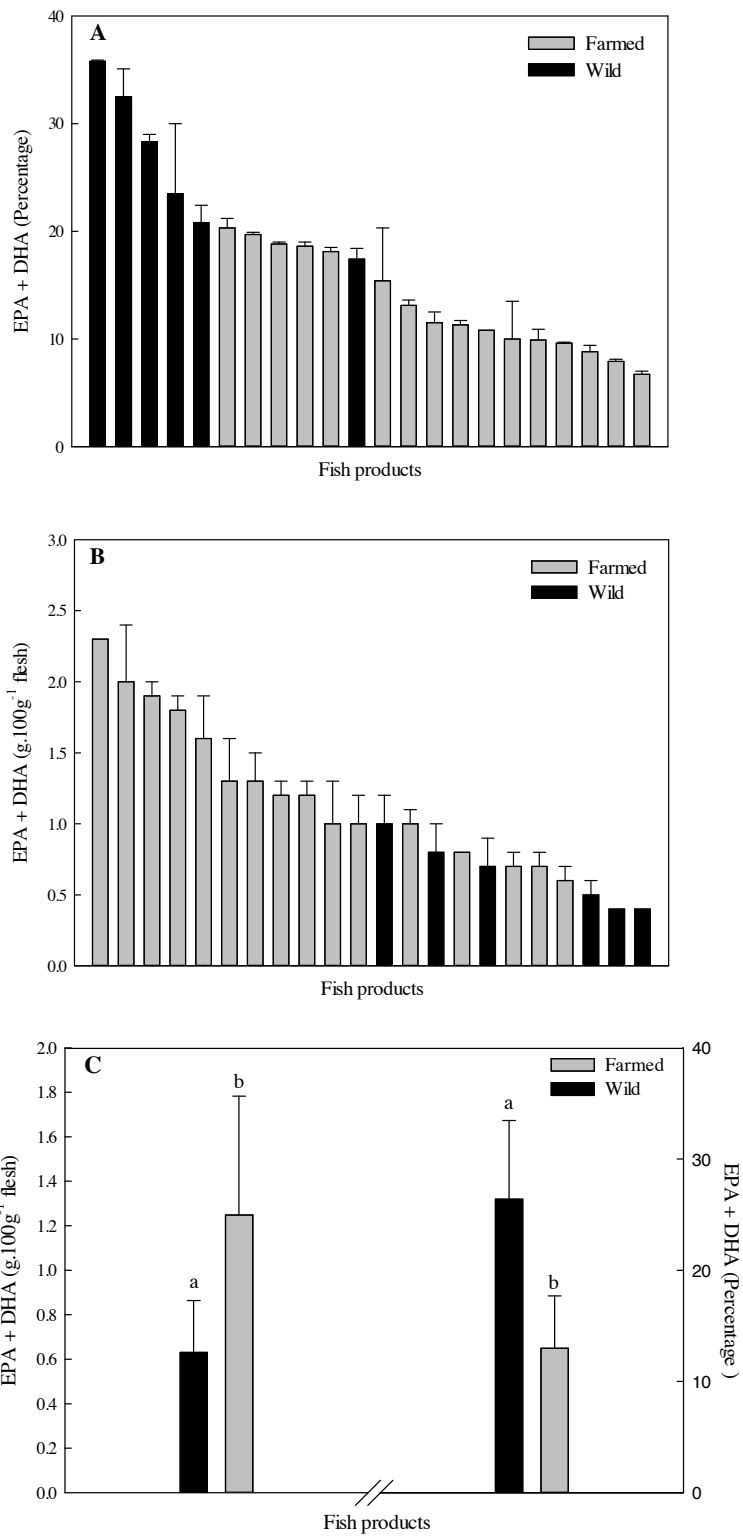 A
Farmed
Wild
EPA + DHA (Percentage)
40
30
20
10
0
Fish products
B
Farmed
Wild
EPA + DHA (g.100g⁻¹ flesh)
3.0
2.5
2.0
1.5
1.0
0.5
0.0
Fish products
C
Farmed
Wild
EPA + DHA (g.100g⁻¹ flesh)
2.0
1.8
1.6
1.4
1.2
1.0
0.8
0.6
0.4
0.2
0.0
a
b
a
b
40
30
20
10
0
EPA + DHA (Percentage )
Fish products